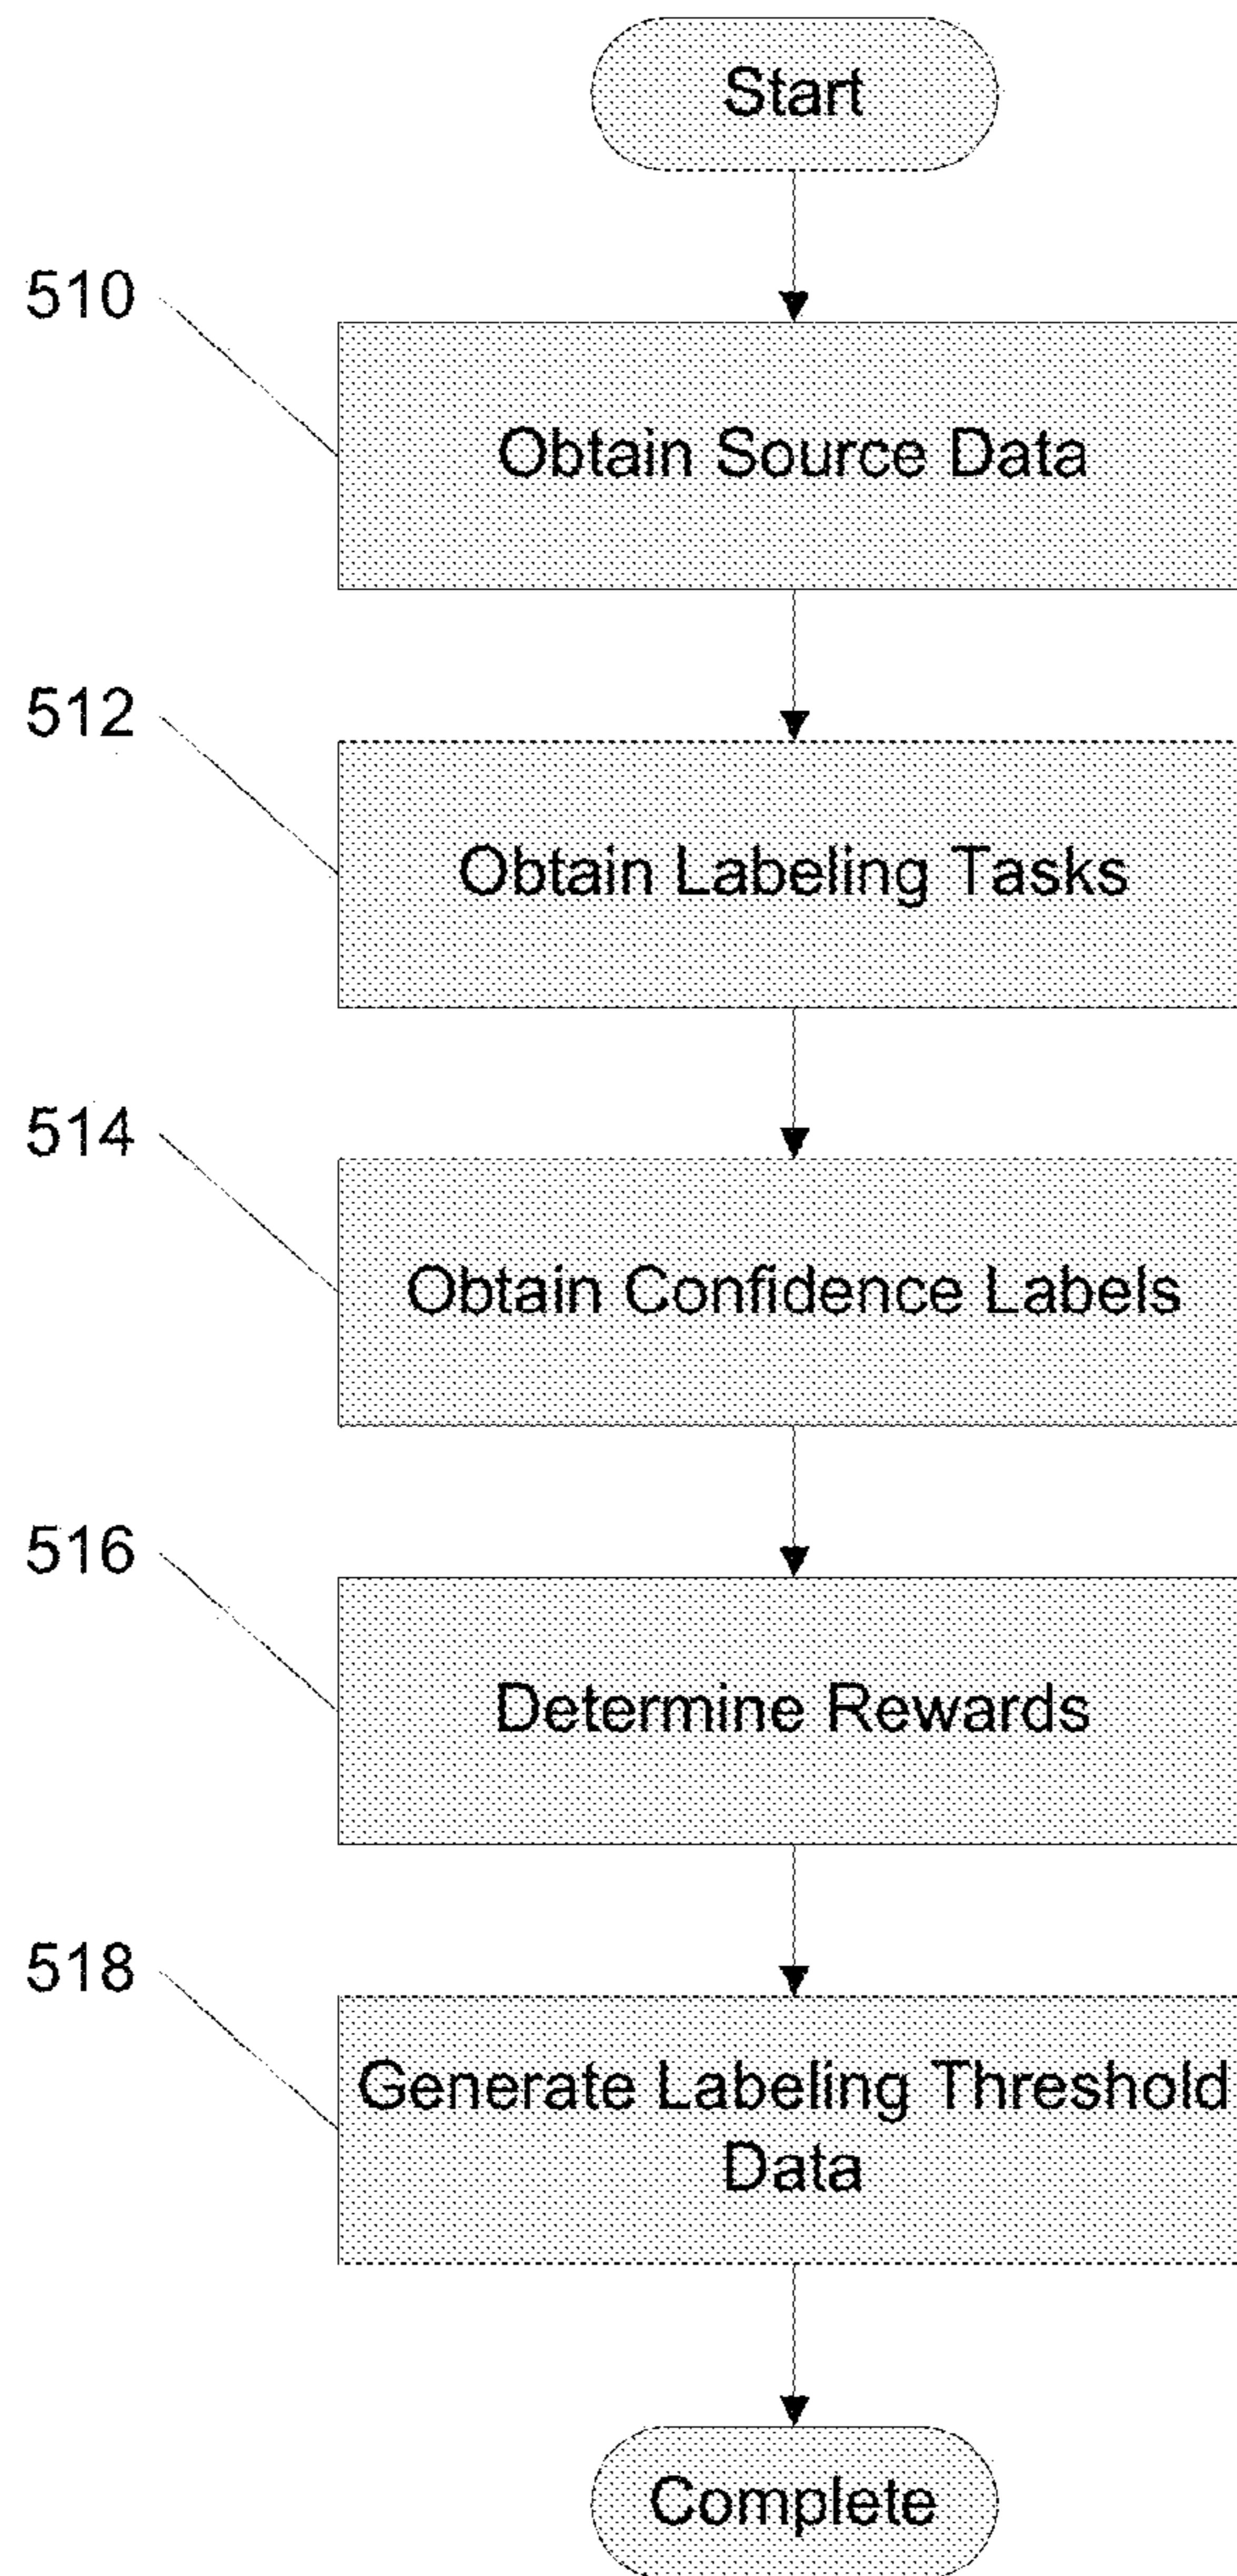 Start
510
Obtain Source Data
512
Obtain Labeling Tasks
514
Obtain Confidence Labels
516
Determine Rewards
518
Generate Labeling Threshold
Data
Complete